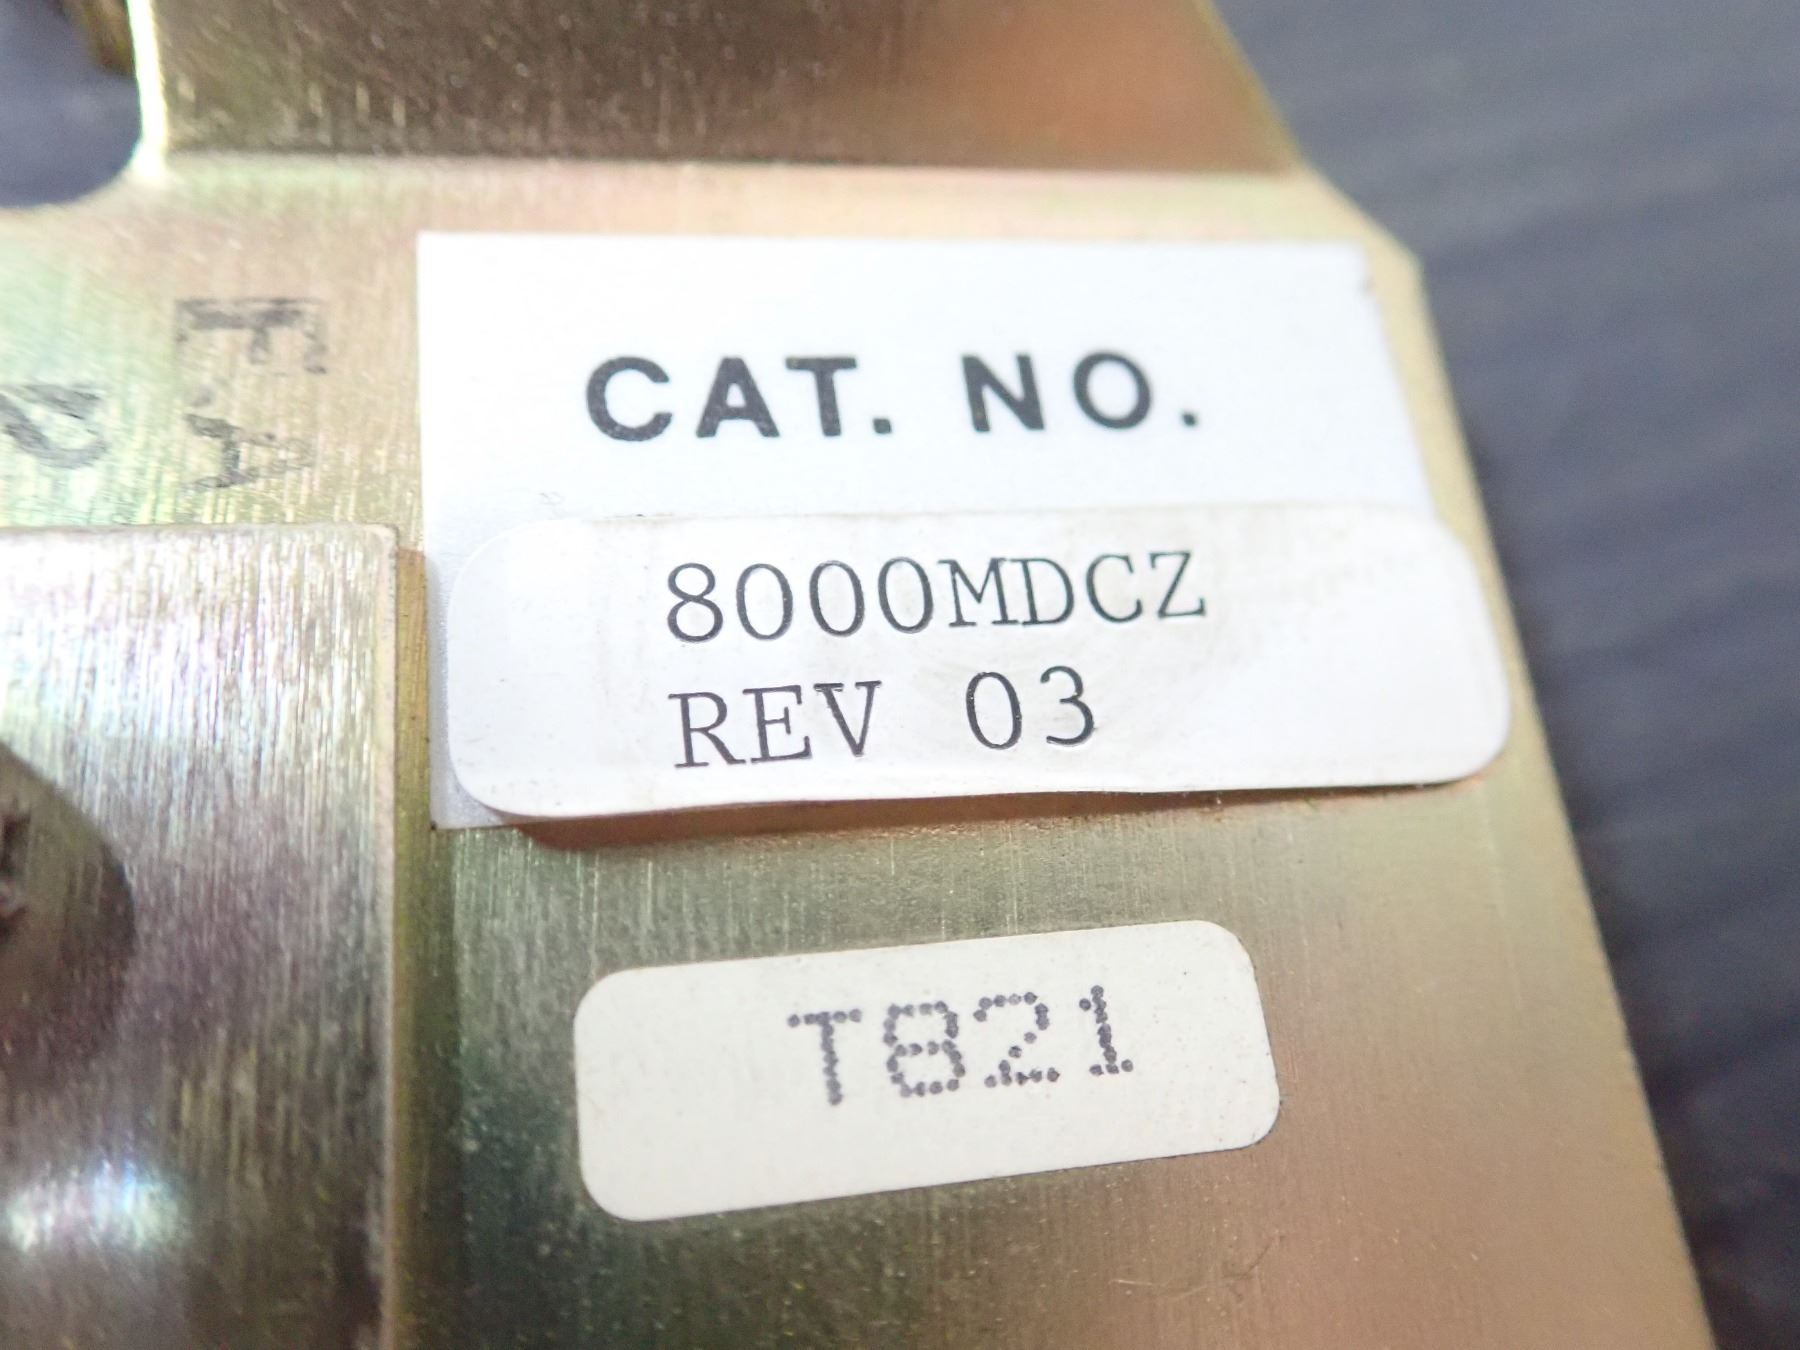 CAT. NO.
8000MDCZ
REV 03
T821